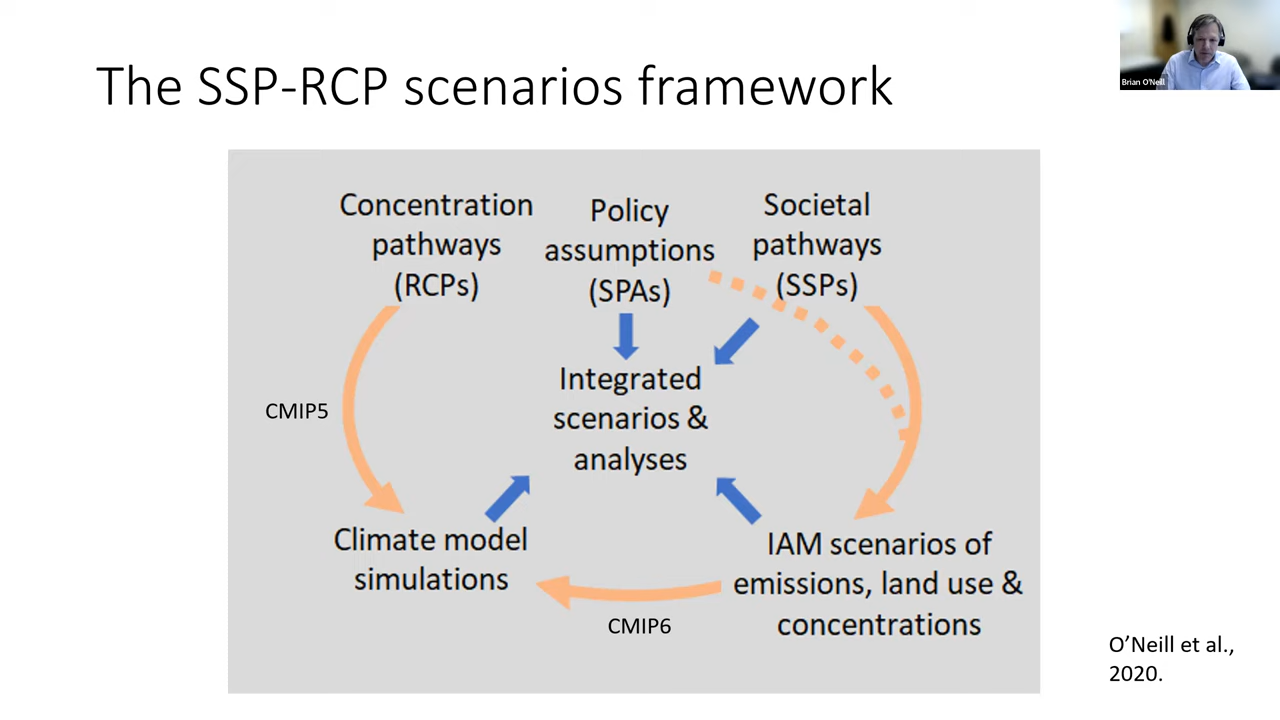 Brian O'Neill
The SSP-RCP scenarios framework
Concentration
pathways
(RCPs)
Policy
assumptions
(SPAs)
Societal
pathways
(SSPs)
Integrated
scenarios &
analyses
CMIP5
Climate model
simulations
CMIP6
IAM scenarios of
emissions, land use &
concentrations
O’Neill et al.,
2020.